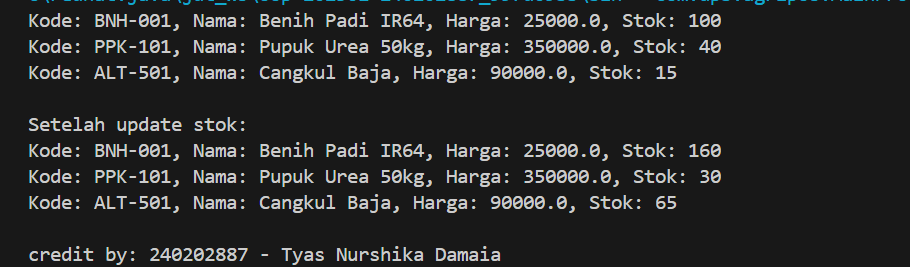 Kode: BNH-001, Nama: Benih Padi IR64, Harga: 25000.0, Stok: 100
Kode: PPK-101, Nama: Pupuk Urea 50kg, Harga: 350000.0, Stok: 40
Kode: ALT-501, Nama: Cangkul Baja, Harga: 90000.0, Stok: 15
Setelah update stok:
Kode: BNH-001, Nama: Benih Padi IR64, Harga: 25000.0, Stok: 160
Kode: PPK-101, Nama: Pupuk Urea 50kg, Harga: 350000.0, Stok: 30
Kode: ALT-501, Nama: Cangkul Baja, Harga: 90000.0, Stok: 65
credit by: 240202887 - Tyas Nurshika Damaia